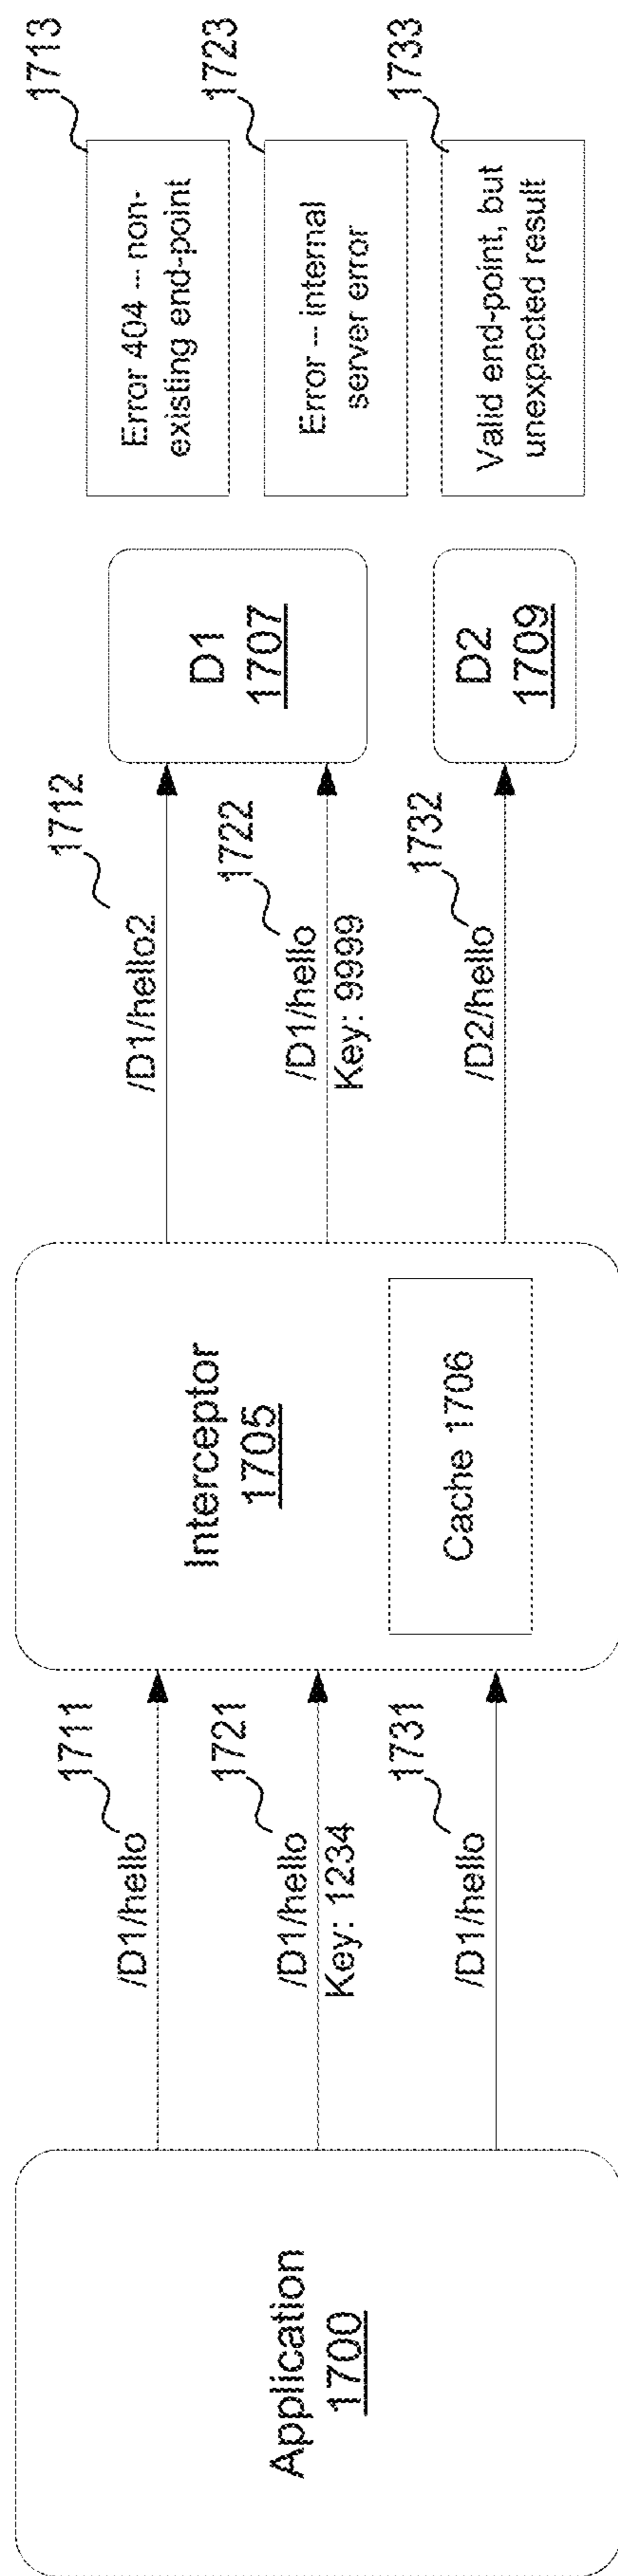 Application
1700
/D1/hello
1711
/D1/hello
Key: 1234
1721
/D1/hello
1731
Interceptor
1705
Cache 1706
/D1/hello2
1712
/D1/hello
Key: 9999
1722
/D2/hello
1732
D1
1707
D2
1709
Error 404 -- non-
existing end-point
1713
Error -- internal
server error
1723
Valid end-point, but
unexpected result
1733